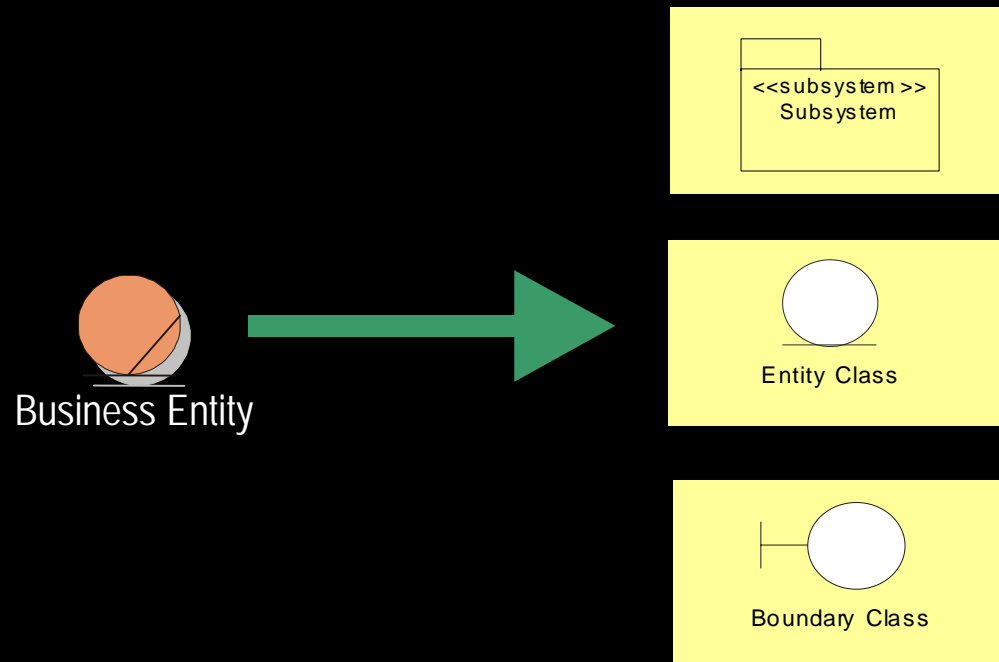 <<subsystem>>
Subsystem
Business Entity
Entity Class
Boundary Class